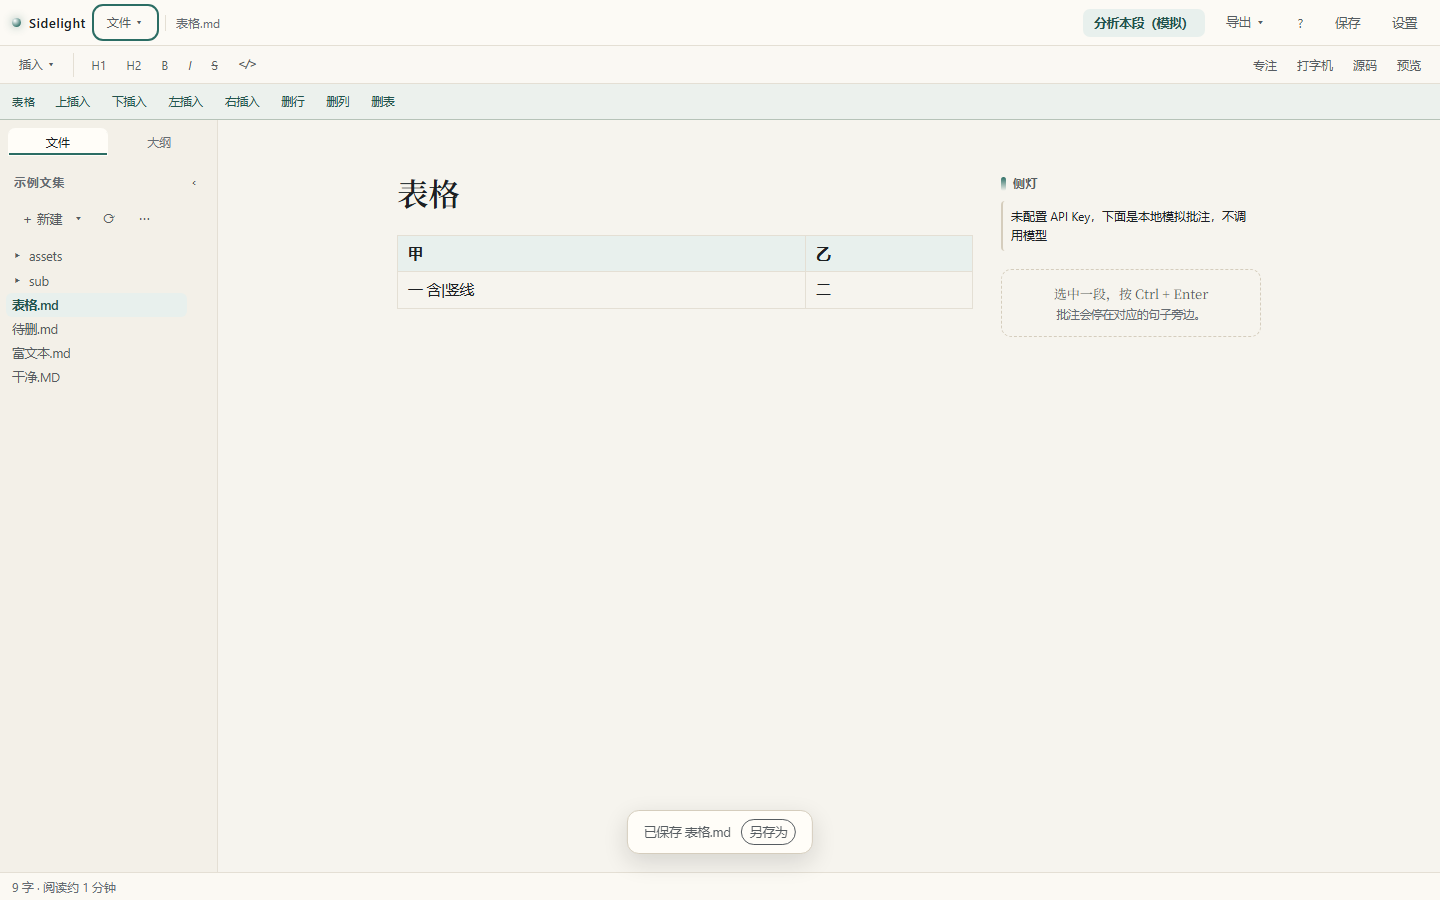 Sidelight 文件 ▾ 表格.md 分析本段（模拟） 导出 ▾ ? 保存 设置
插入 ▾ H1 H2 B I S </> 专注 打字机 源码 预览
表格 上插入 下插入 左插入 右插入 删行 删列 删表
文件 大纲
示例文集 ‹
+ 新建 ▾ ⟳ ···
▸ assets
▸ sub
表格.md
待删.md
富文本.md
干净.MD
表格
甲 乙
一 含|竖线 二
侧灯
未配置 API Key，下面是本地模拟批注，不调
用模型
选中一段，按 Ctrl + Enter
批注会停在对应的句子旁边。
已保存 表格.md 另存为
9 字 · 阅读约 1 分钟